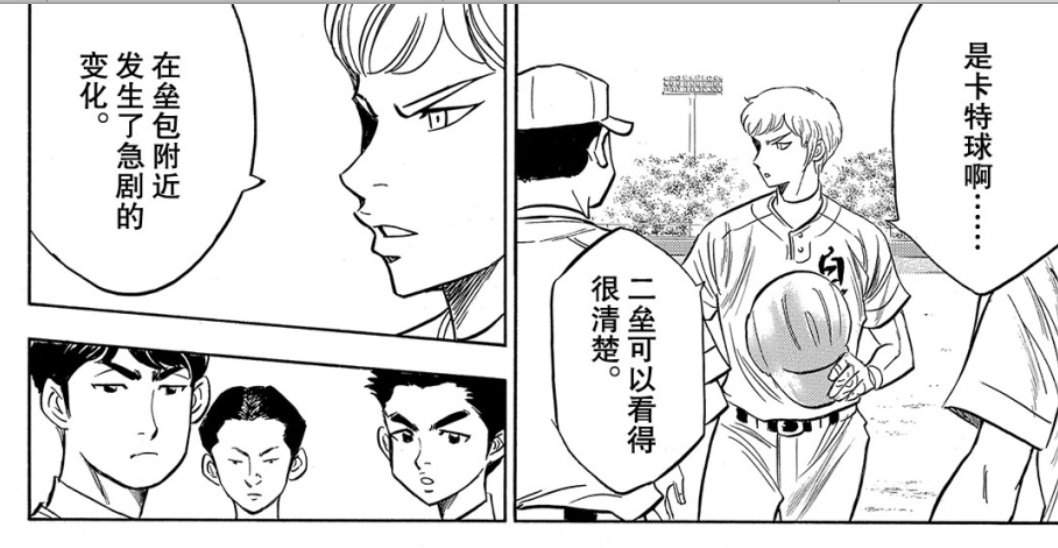 是卡特球啊……
二垒可以看得
很清楚。
在垒包附近
发生了急剧的
变化。